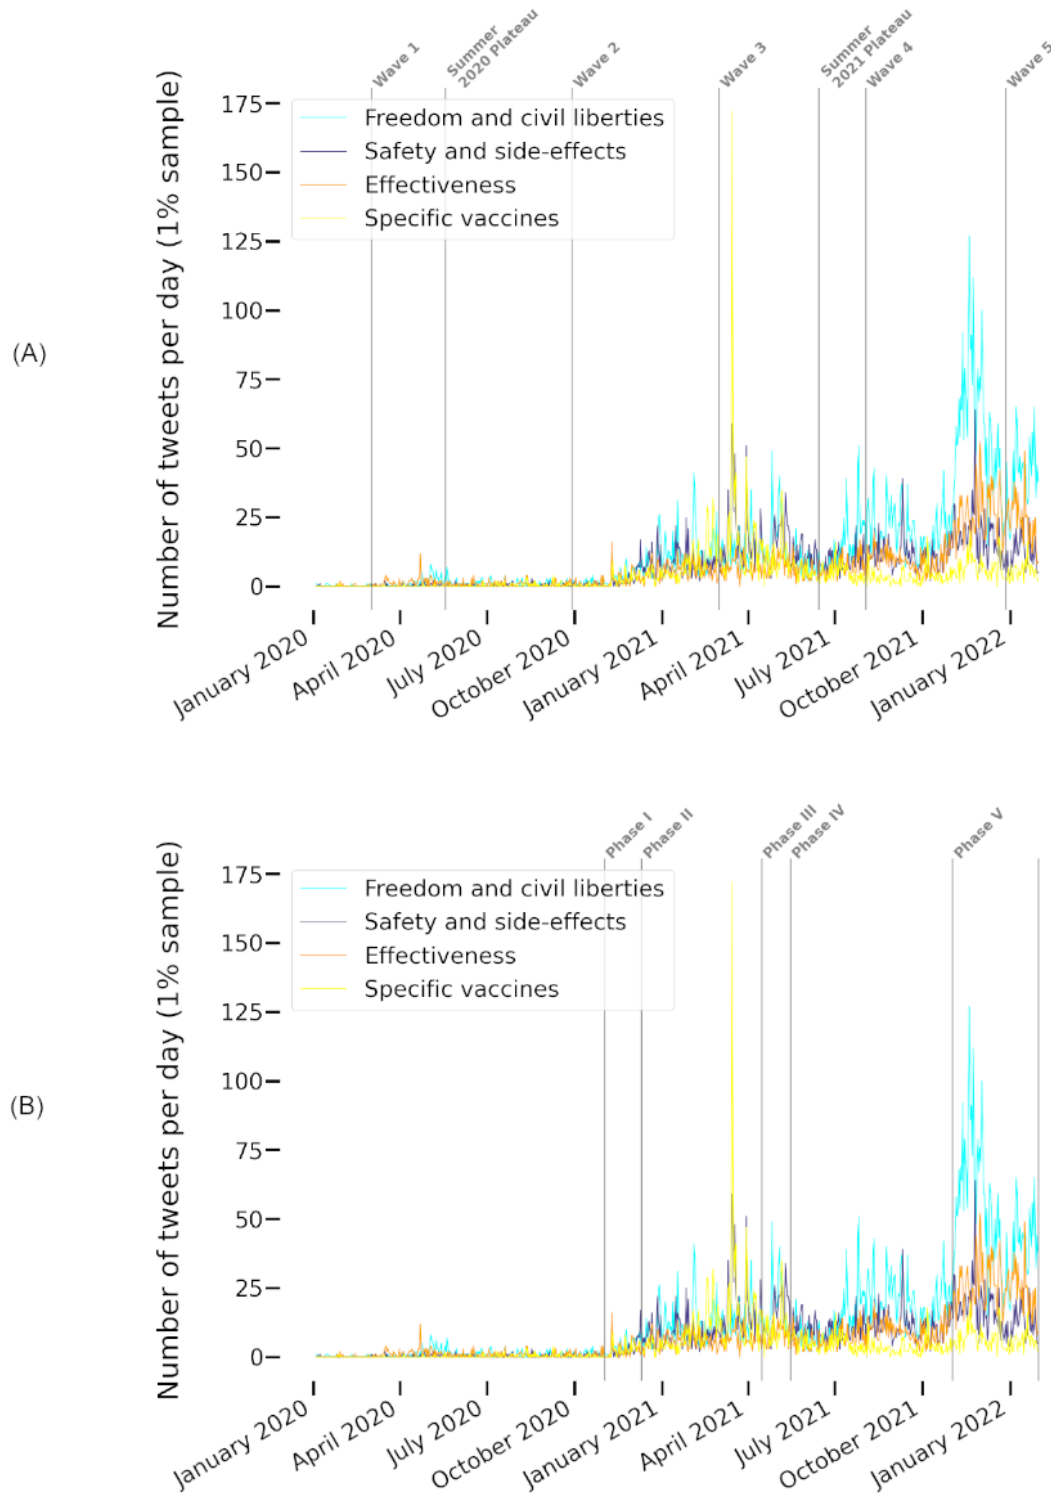 Wave 1
Summer
2020 Plateau
Wave 2
Wave 3
Summer
2021 Plateau
Wave 4
Wave 5
(A)
Number of tweets per day (1% sample)
175
150
125
100
75
50
25
0
Freedom and civil liberties
Safety and side-effects
Effectiveness
Specific vaccines
January 2020
April 2020
July 2020
October 2020
January 2021
April 2021
July 2021
October 2021
January 2022
Phase I
Phase II
Phase III
Phase IV
Phase V
(B)
Number of tweets per day (1% sample)
175
150
125
100
75
50
25
0
Freedom and civil liberties
Safety and side-effects
Effectiveness
Specific vaccines
January 2020
April 2020
July 2020
October 2020
January 2021
April 2021
July 2021
October 2021
January 2022